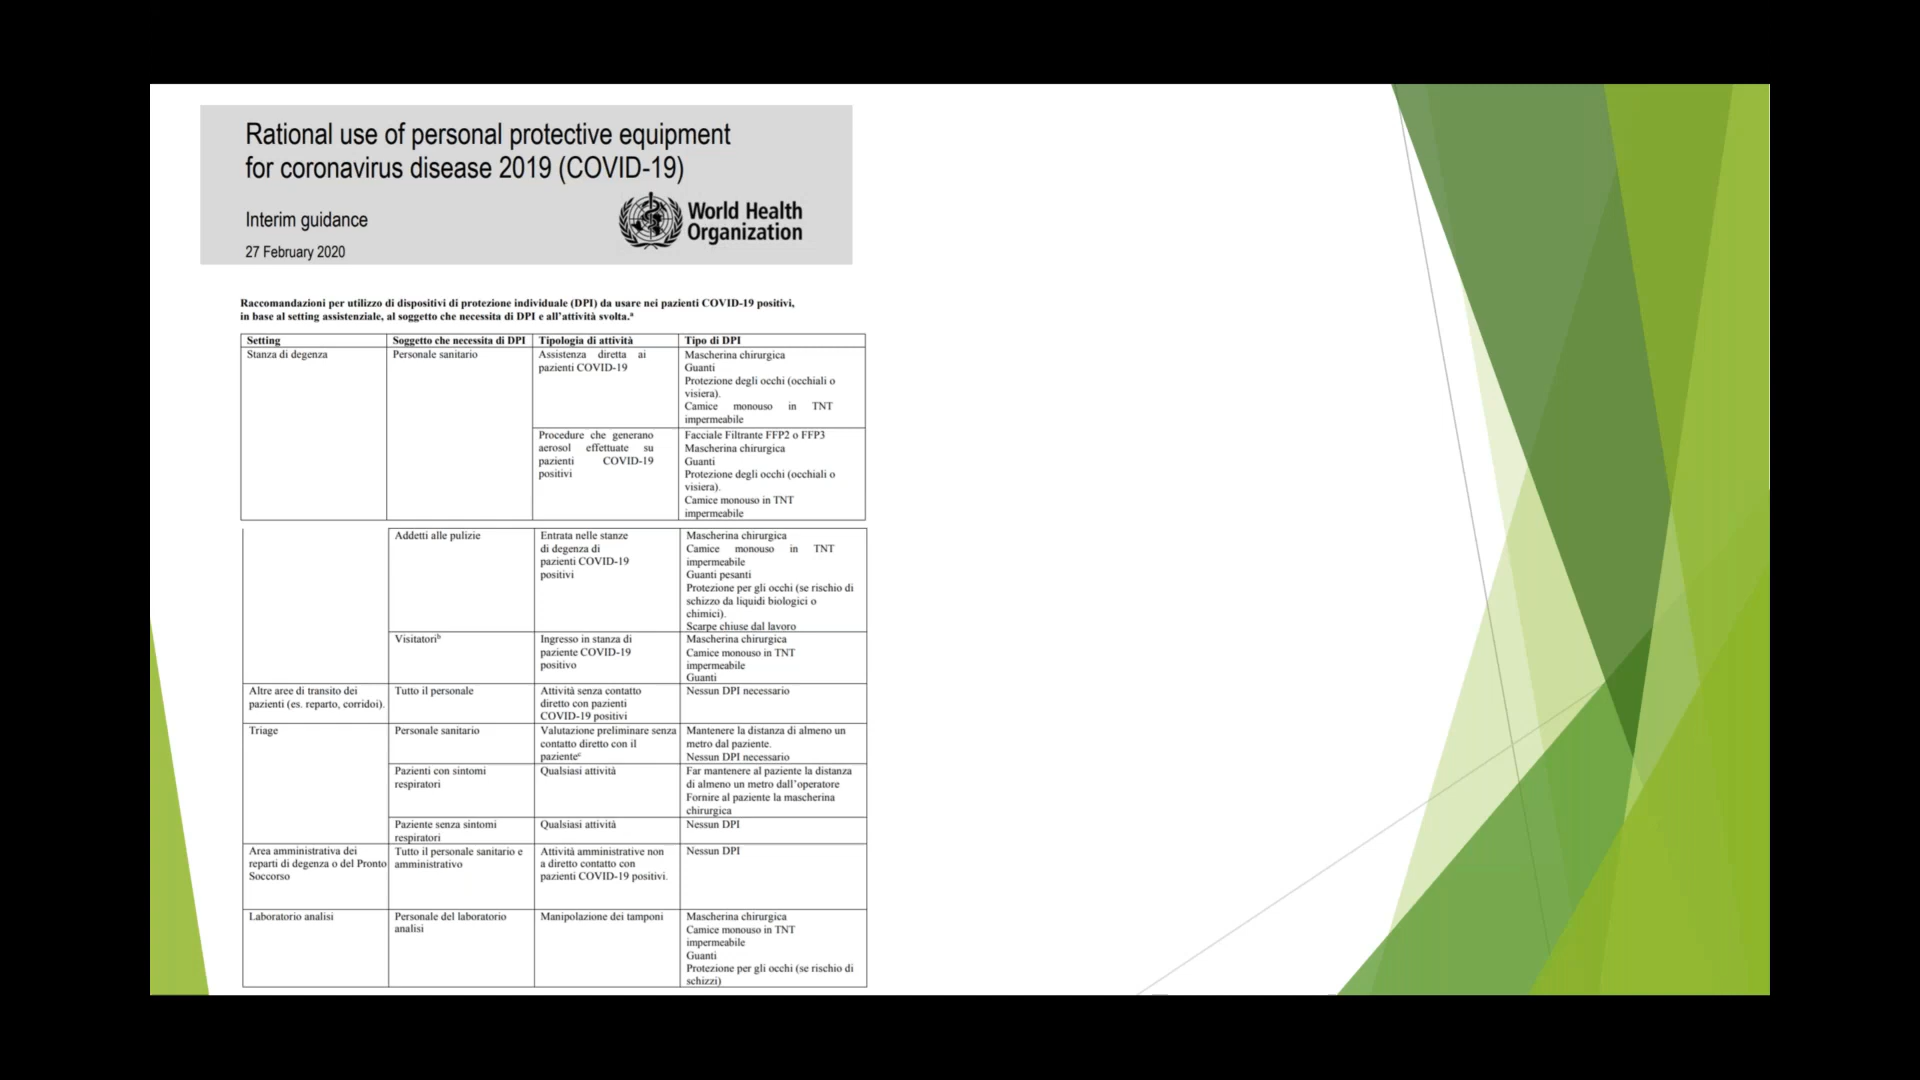 Rational use of personal protective equipment
for coronavirus disease 2019 (COVID-19)
Interim guidance
27 February 2020
World Health
Organization
Raccomandazioni per utilizzo di dispositivi di protezione individuale (DPI) da usare nei pazienti COVID-19 positivi,
in base al setting assistenziale, al soggetto che necessita di DPI e all'attività svolta.ª
Setting
Soggetto che necessita di DPI
Tipologia di attività
Tipo di DPI
Stanza di degenza
Personale sanitario
Assistenza diretta ai
pazienti COVID-19
Mascherina chirurgica
Guanti
Protezione degli occhi (occhiali o
visiera).
Camice monouso in TNT
impermeabile
Procedure che generano
aerosol effettuate su
pazienti COVID-19
positivi
Facciale Filtrante FFP2 o FFP3
Mascherina chirurgica
Guanti
Protezione degli occhi (occhiali o
visiera).
Camice monouso in TNT
impermeabile
Addetti alle pulizie
Entrata nelle stanze
di degenza di
pazienti COVID-19
positivi
Mascherina chirurgica
Camice monouso in TNT
impermeabile
Guanti pesanti
Protezione per gli occhi (se rischio di
schizzo da liquidi biologici o
chimici).
Scarpe chiuse dal lavoro
Visitatoriᵇ
Ingresso in stanza di
paziente COVID-19
positivo
Mascherina chirurgica
Camice monouso in TNT
impermeabile
Guanti
Altre aree di transito dei
pazienti (es. reparto, corridoi).
Tutto il personale
Attività senza contatto
diretto con pazienti
COVID-19 positivi
Nessun DPI necessario
Triage
Personale sanitario
Valutazione preliminare senza
contatto diretto con il
pazienteᶜ
Mantenere la distanza di almeno un
metro dal paziente.
Nessun DPI necessario
Pazienti con sintomi
respiratori
Qualsiasi attività
Far mantenere al paziente la distanza
di almeno un metro dall'operatore
Fornire al paziente la mascherina
chirurgica
Paziente senza sintomi
respiratori
Qualsiasi attività
Nessun DPI
Area amministrativa dei
reparti di degenza o del Pronto
Soccorso
Tutto il personale sanitario e
amministrativo
Attività amministrative non
a diretto contatto con
pazienti COVID-19 positivi.
Nessun DPI
Laboratorio analisi
Personale del laboratorio
analisi
Manipolazione dei tamponi
Mascherina chirurgica
Camice monouso in TNT
impermeabile
Guanti
Protezione per gli occhi (se rischio di
schizzi)